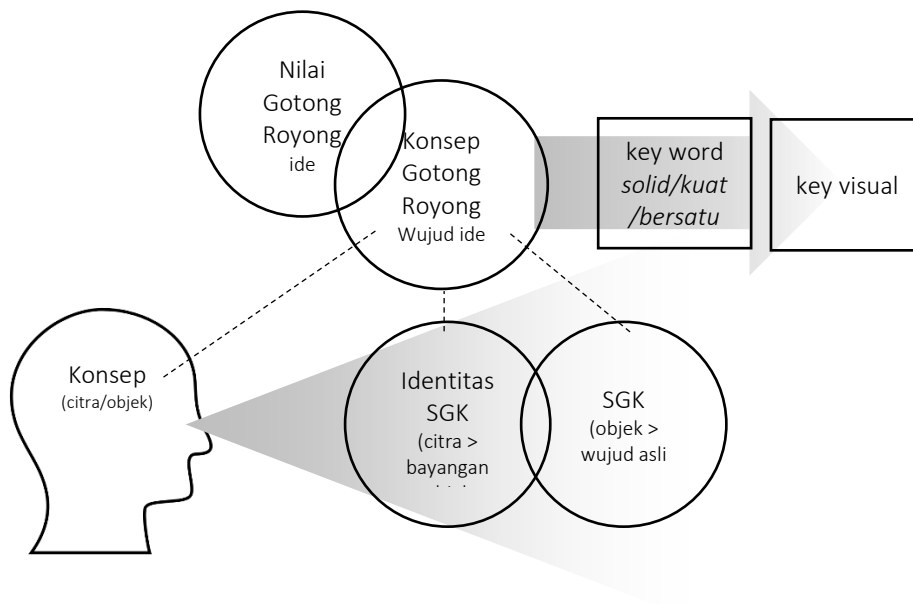 Nilai
Gotong
Royong
ide
Konsep
Gotong
Royong
Wujud ide
key word
solid/kuat
/bersatu
key visual
Konsep
(citra/objek)
Identitas
SGK
(citra >
bayangan
SGK
(objek >
wujud asli